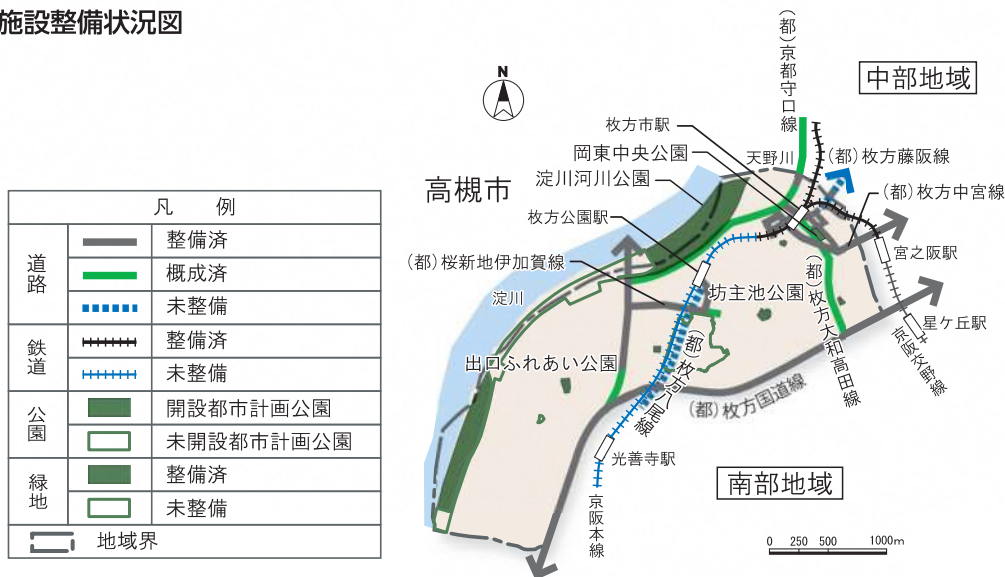 施設整備状況図
凡 例
道路
整備済
概成済
未整備
鉄道
整備済
未整備
公園
開設都市計画公園
未開設都市計画公園
緑地
整備済
未整備
地域界
N
(都)京都守口線
中部地域
枚方市駅
岡東中央公園
天野川
(都)枚方藤阪線
高槻市
淀川河川公園
(都)枚方中宮線
枚方公園駅
宮之阪駅
(都)桜新地伊加賀線
淀川
坊主池公園
(都)枚方大和高田線
星ケ丘駅
京阪交野線
出口ふれあい公園
(都)枚方八尾線
(都)枚方国道線
光善寺駅
京阪本線
南部地域
0 250 500 1000m